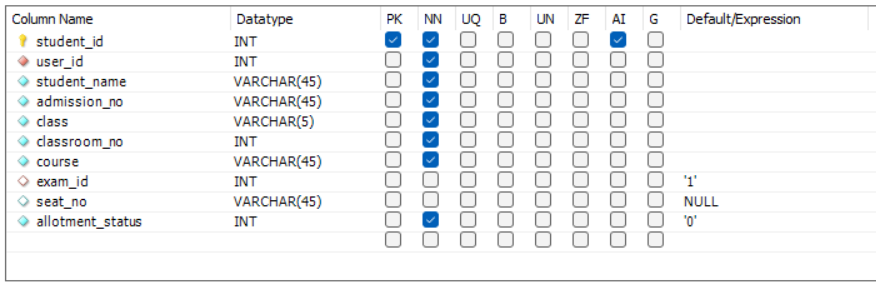 Column Name Datatype PK NN UQ B UN ZF AI G Default/Expression
student_id INT
user_id INT
student_name VARCHAR(45)
admission_no VARCHAR(45)
class VARCHAR(5)
classroom_no INT
course VARCHAR(45)
exam_id INT '1'
seat_no VARCHAR(45) NULL
allotment_status INT '0'